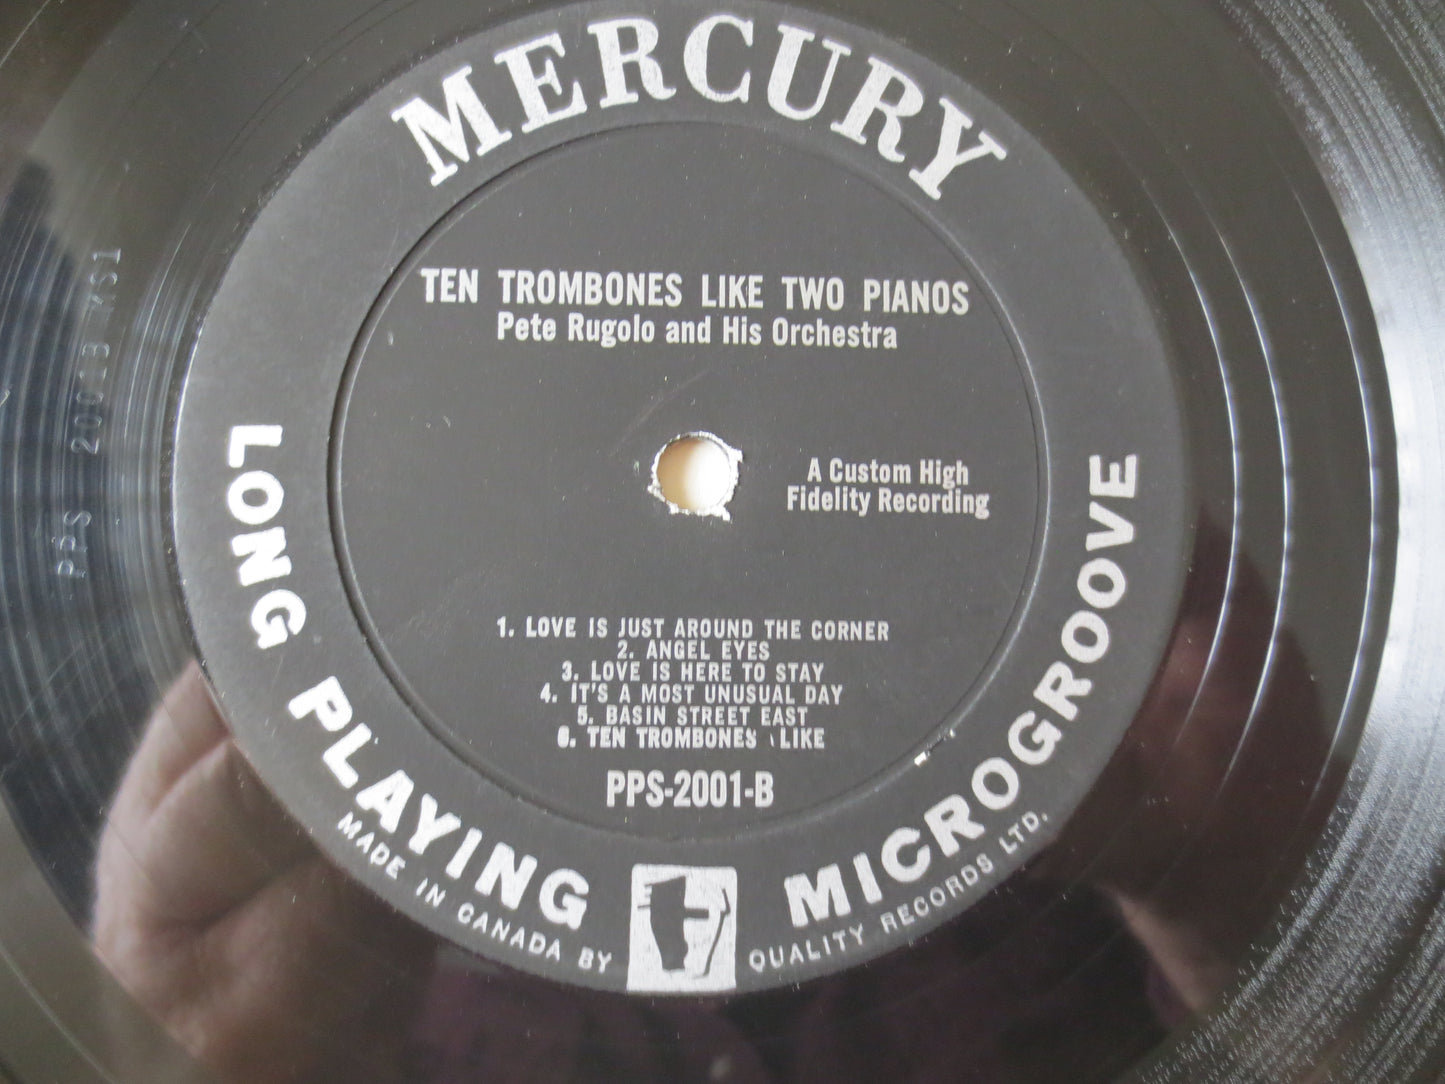 MERCURY
TEN TROMBONES LIKE TWO PIANOS
Pete Rugolo and His Orchestra
A Custom High
Fidelity Recording
1. LOVE IS JUST AROUND THE CORNER
2. ANGEL EYES
3. LOVE IS HERE TO STAY
4. IT'S A MOST UNUSUAL DAY
5. BASIN STREET EAST
6. TEN TROMBONES LIKE
PPS-2001-B
LONG PLAYING
MICROGROOVE
MADE IN CANADA BY
QUALITY RECORDS LTD.
PPS